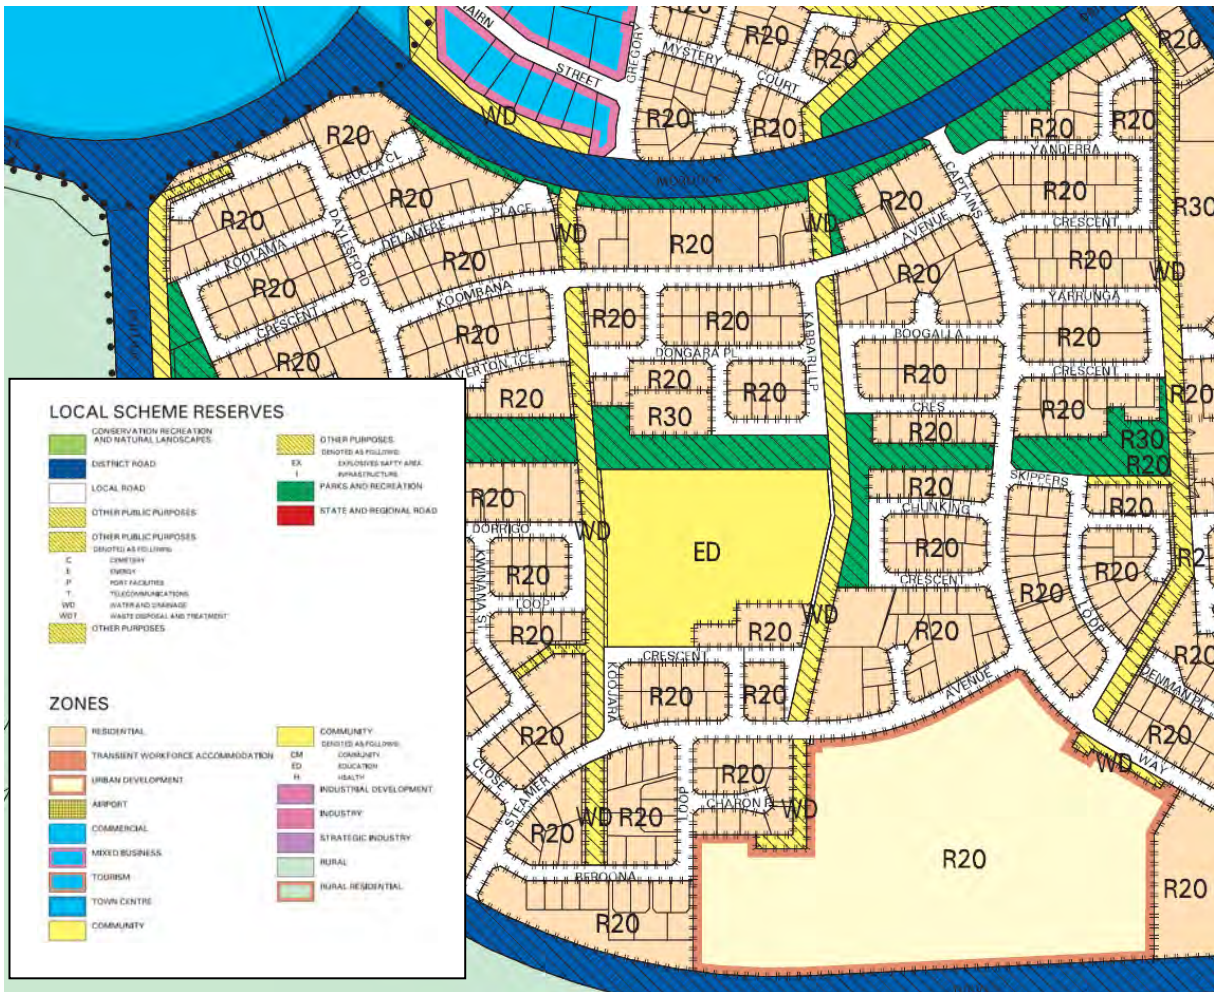 CAIRN
STREET
GREGORY
MYSTERY
COURT
R20
R20
R20
R20
R20
R20
WD
R20
R20
R20
YANDERRA
MURDOCK
R20
PLACE
R20
R20
R20
R20
CAPTAINS
AVENUE
CRESCENT
R30
DAYLESFORD
DELAMERE
KOOLAMA
WD
R20
WD
R20
R20
R20
WD
R20
KOOMBANA
CRESCENT
R20
R20
R20
KARRARLUP
BOOGALLA
YARRUNGA
R20
R20
DONGARA PL
R20
R20
R20
CRESCENT
R20
R30
CRES
R20
R20
R20
R30
R20
R20
SKIPPERS
R20
CHUNKING
R20
DORRIGO
WD
ED
R20
R20
R20
R20
KWINANA ST
LOOP
CRESCENT
R20
LOOP
R20
R20
WD
R20
R20
CRESCENT
KOOJARA
R20
R20
AVENUE
DENMAN PL
R20
R20
WAY
WD
CLOSE
STEAMER
R20
CHARON P
LOOP
WD
R20
R20
WD
R20
R20
BEROONA
R20
LOCAL SCHEME RESERVES
CONSERVATION RECREATION
AND NATURAL LANDSCAPES
DISTRICT ROAD
LOCAL ROAD
OTHER PUBLIC PURPOSES
OTHER PUBLIC PURPOSES
DENOTED AS FOLLOWS:
C CEMETERY
E ENERGY
P PORT FACILITIES
T TELECOMMUNICATIONS
WD WATER AND DRAINAGE
WDT WASTE DISPOSAL AND TREATMENT
OTHER PURPOSES
OTHER PURPOSES
DENOTED AS FOLLOWS:
EX EXPLOSIVES SAFTY AREA
I INFRASTRUCTURE
PARKS AND RECREATION
STATE AND REGIONAL ROAD
ZONES
RESIDENTIAL
TRANSIENT WORKFORCE ACCOMMODATION
URBAN DEVELOPMENT
AIRPORT
COMMERCIAL
MIXED BUSINESS
TOURISM
TOWN CENTRE
COMMUNITY
COMMUNITY
DENOTED AS FOLLOWS:
CM COMMUNITY
ED EDUCATION
H HEALTH
INDUSTRIAL DEVELOPMENT
INDUSTRY
STRATEGIC INDUSTRY
RURAL
RURAL RESIDENTIAL